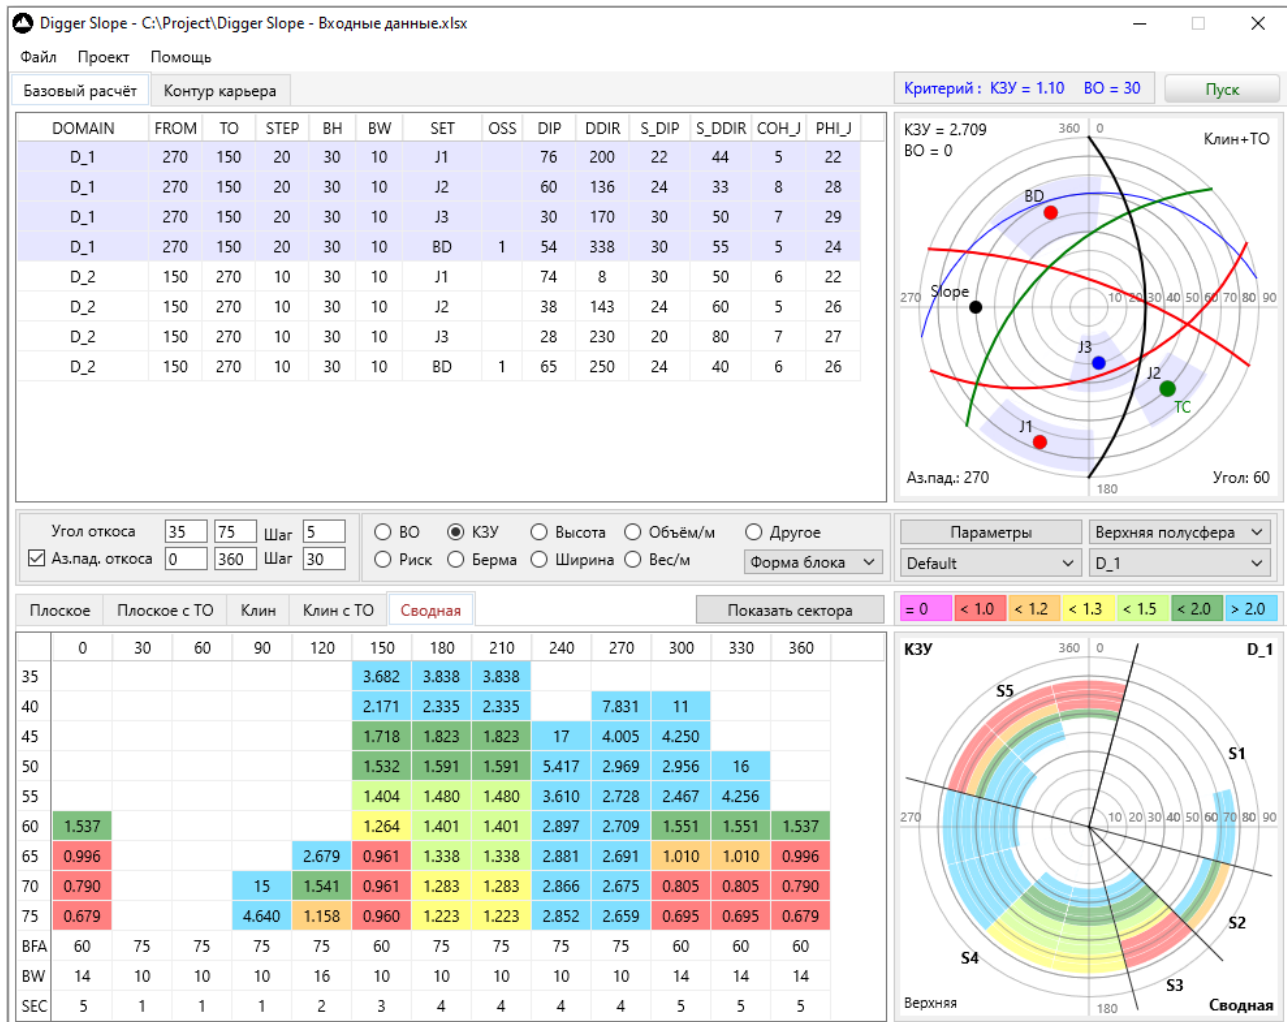 Digger Slope - C:\Project\Digger Slope - Входные данные.xlsx
Файл Проект Помощь
Базовый расчёт Контур карьера
Критерий : КЗУ = 1.10 ВО = 30 Пуск
DOMAIN FROM TO STEP BH BW SET OSS DIP DDIR S_DIP S_DDIR COH_J PHI_J
D_1 270 150 20 30 10 J1 76 200 22 44 5 22
D_1 270 150 20 30 10 J2 60 136 24 33 8 28
D_1 270 150 20 30 10 J3 30 170 30 50 7 29
D_1 270 150 20 30 10 BD 1 54 338 30 55 5 24
D_2 150 270 10 30 10 J1 74 8 30 50 6 22
D_2 150 270 10 30 10 J2 38 143 24 60 5 26
D_2 150 270 10 30 10 J3 28 230 20 80 7 27
D_2 150 270 10 30 10 BD 1 65 250 24 40 6 26
КЗУ = 2.709 360 0 Клин+ТО
ВО = 0
BD
270 Slope 10 20 30 40 50 60 70 80 90
J3
J2
TC
J1
Аз.пад.: 270 180 Угол: 60
Угол откоса 35 75 Шаг 5
Аз.пад. откоса 0 360 Шаг 30
ВО КЗУ Высота Объём/м Другое
Риск Берма Ширина Вес/м Форма блока
Параметры Верхняя полусфера
Default D_1
Плоское Плоское с ТО Клин Клин с ТО Сводная Показать сектора
= 0 < 1.0 < 1.2 < 1.3 < 1.5 < 2.0 > 2.0
0 30 60 90 120 150 180 210 240 270 300 330 360
35 3.682 3.838 3.838
40 2.171 2.335 2.335 7.831 11
45 1.718 1.823 1.823 17 4.005 4.250
50 1.532 1.591 1.591 5.417 2.969 2.956 16
55 1.404 1.480 1.480 3.610 2.728 2.467 4.256
60 1.537 1.264 1.401 1.401 2.897 2.709 1.551 1.551 1.537
65 0.996 2.679 0.961 1.338 1.338 2.881 2.691 1.010 1.010 0.996
70 0.790 15 1.541 0.961 1.283 1.283 2.866 2.675 0.805 0.805 0.790
75 0.679 4.640 1.158 0.960 1.223 1.223 2.852 2.659 0.695 0.695 0.679
BFA 60 75 75 75 75 60 75 75 75 75 60 60 60
BW 14 10 10 10 16 14 10 10 10 10 14 14 14
SEC 5 1 1 1 2 3 4 4 4 4 5 5 5
КЗУ 360 0 D_1
S5
S1
270 10 20 30 40 50 60 70 80 90
S2
S4
S3
Верхняя 180 Сводная